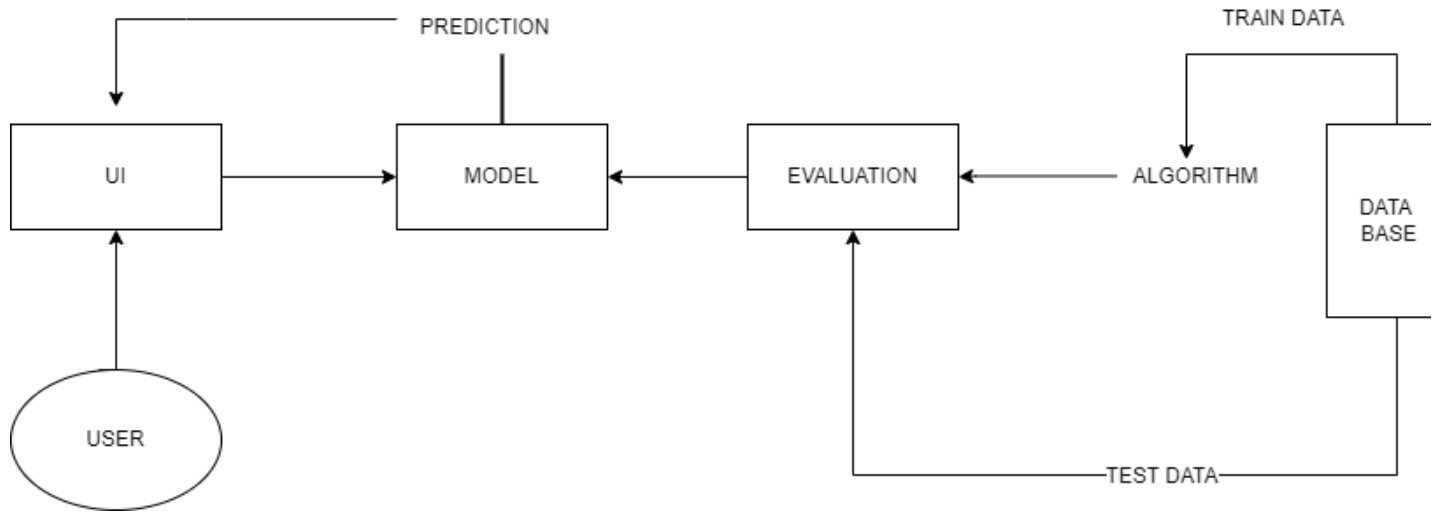 PREDICTION
TRAIN DATA
UI
MODEL
EVALUATION
ALGORITHM
DATA
BASE
USER
TEST DATA